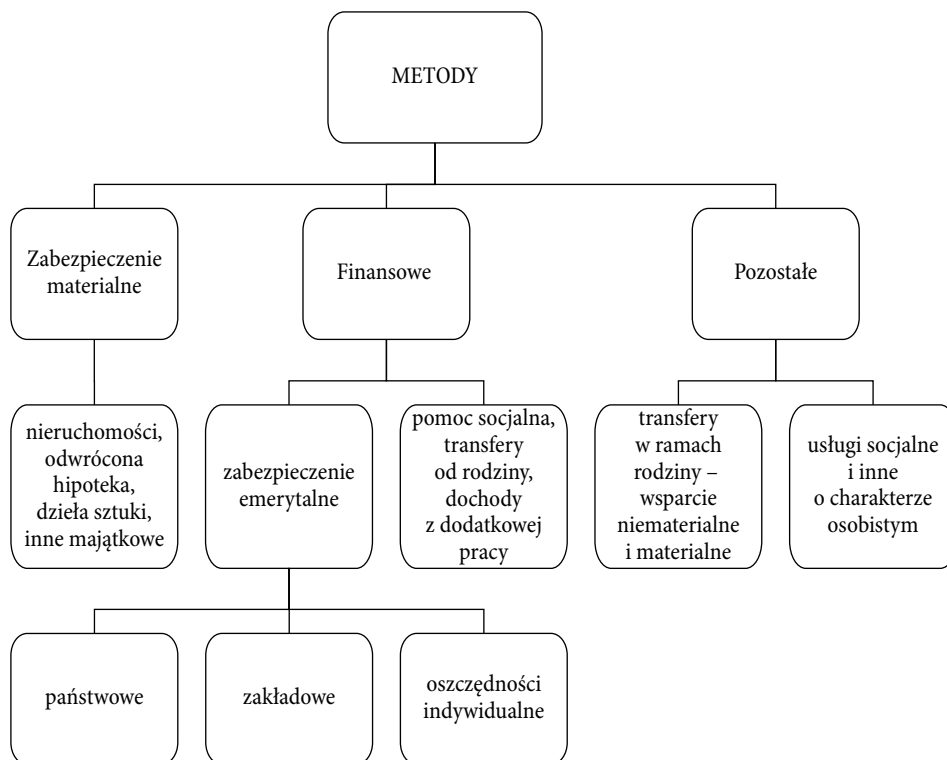 METODY
Zabezpieczenie
materialne
Finansowe
Pozostałe
nieruchomości,
odwrócona
hipoteka,
dzieła sztuki,
inne majątkowe
zabezpieczenie
emerytalne
pomoc socjalna,
transfery
od rodziny,
dochody
z dodatkowej
pracy
transfery
w ramach
rodziny –
wsparcie
niematerialne
i materialne
usługi socjalne
i inne
o charakterze
osobistym
państwowe
zakładowe
oszczędności
indywidualne